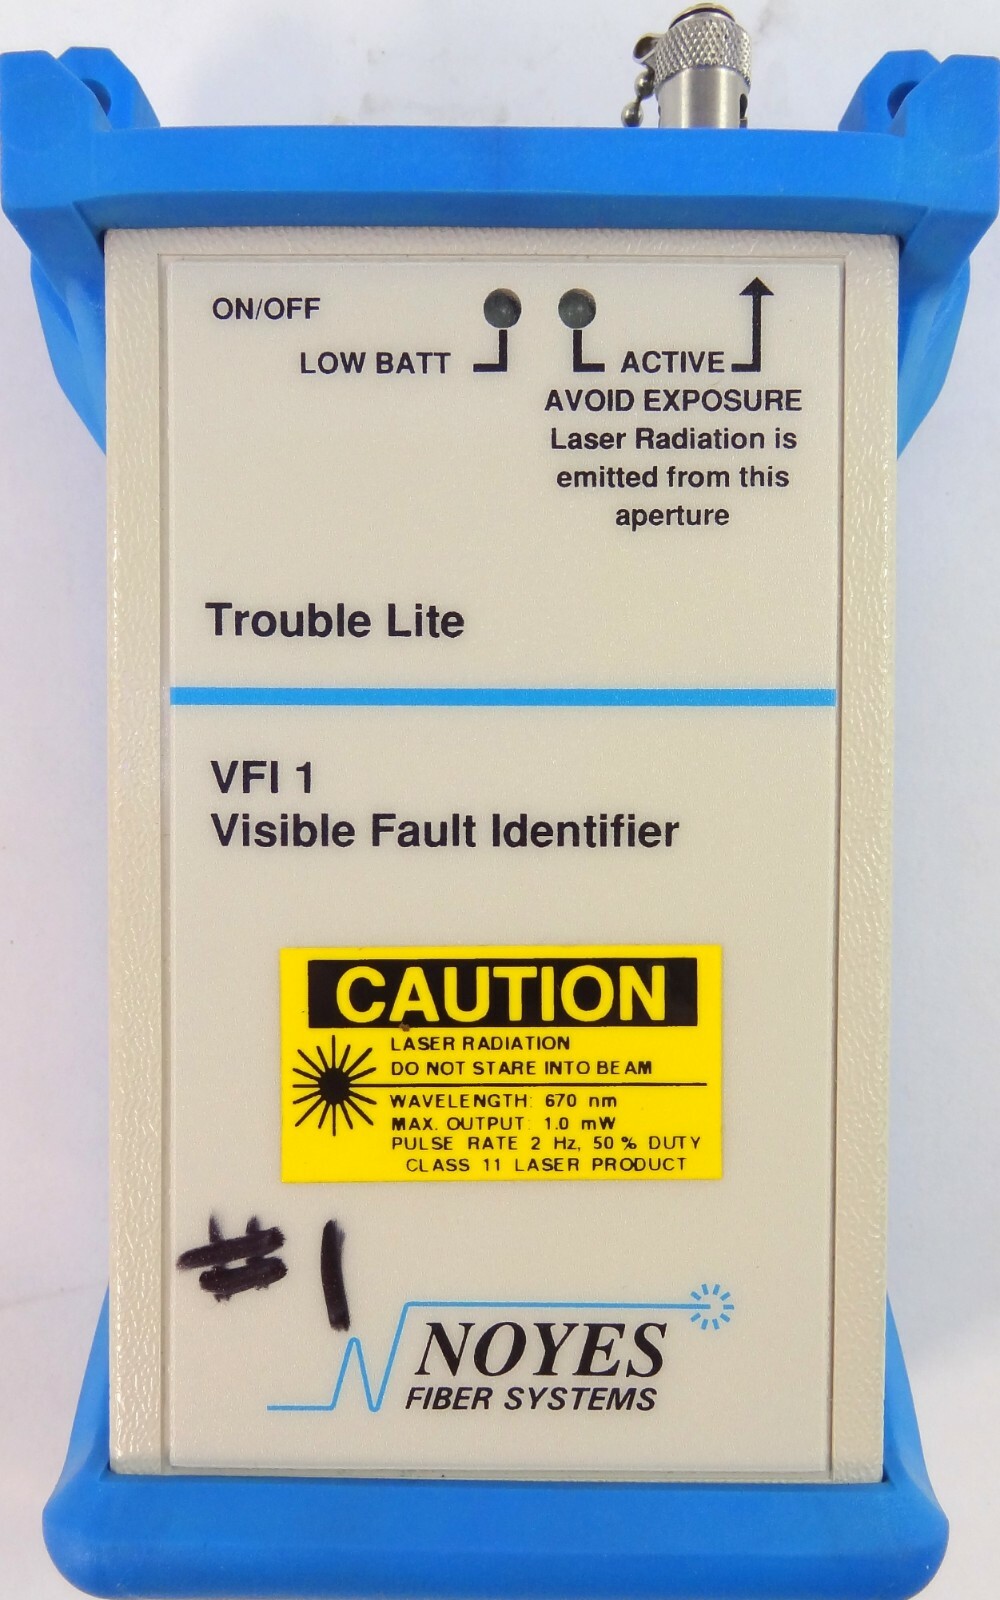 ON/OFF
LOW BATT
ACTIVE
AVOID EXPOSURE
Laser Radiation is
emitted from this
aperture
Trouble Lite
VFI 1
Visible Fault Identifier
CAUTION
LASER RADIATION
DO NOT STARE INTO BEAM
WAVELENGTH: 670 nm
MAX. OUTPUT: 1.0 mW
PULSE RATE 2 Hz, 50% DUTY
CLASS 11 LASER PRODUCT
#1
NOYES
FIBER SYSTEMS